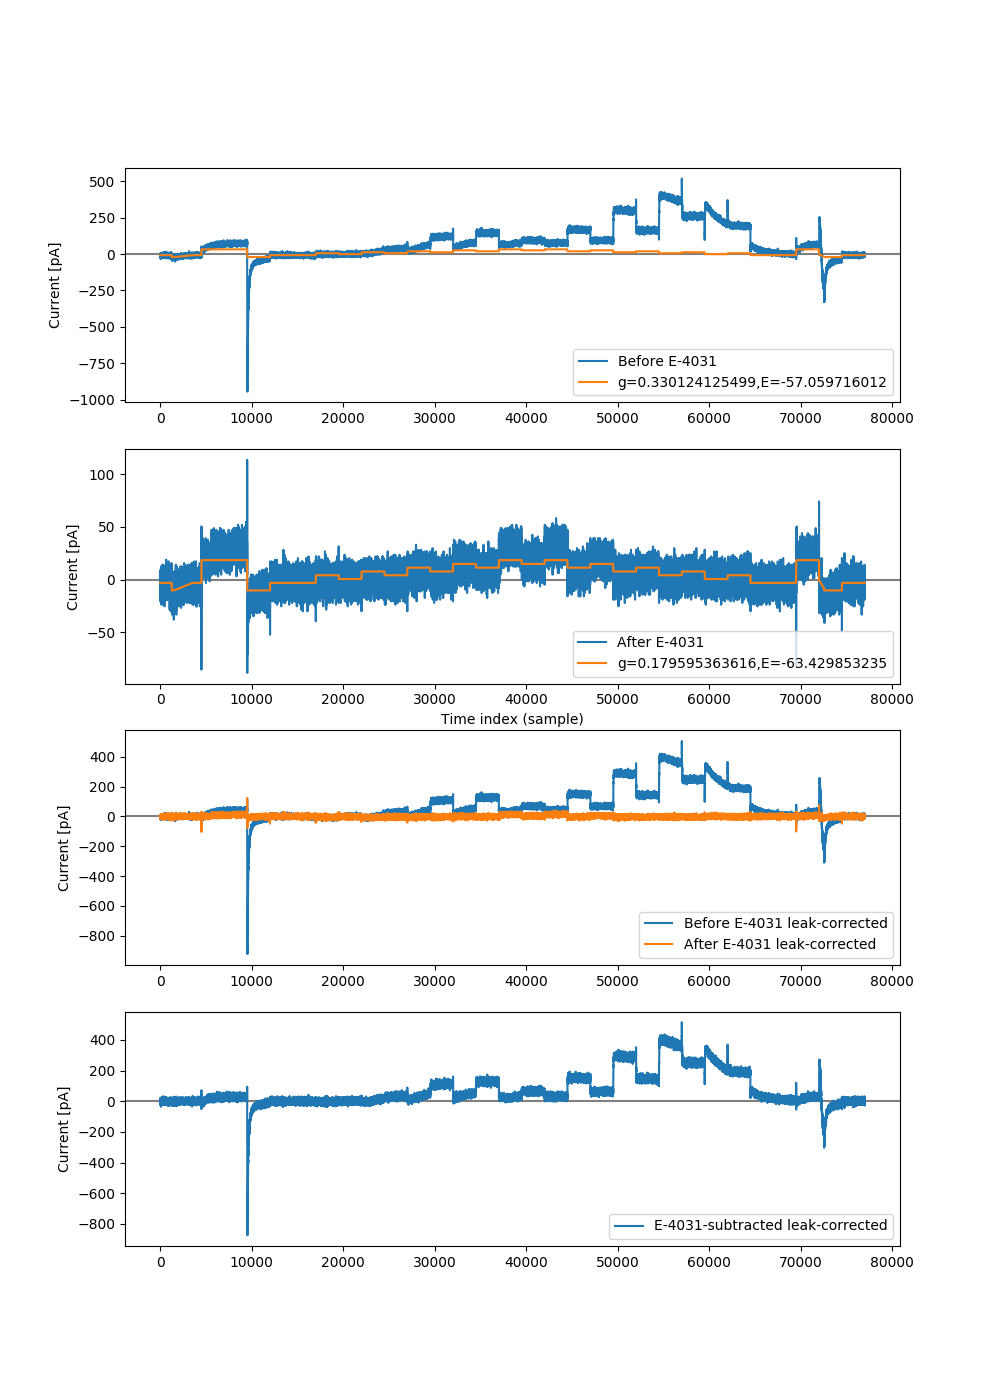 500
250
0
−250
−500
−750
−1000
Current [pA]
Before E-4031
g=0.330124125499,E=-57.059716012
0 10000 20000 30000 40000 50000 60000 70000 80000
100
50
0
−50
Current [pA]
After E-4031
g=0.179595363616,E=-63.429853235
0 10000 20000 30000 40000 50000 60000 70000 80000
Time index (sample)
400
200
0
−200
−400
−600
−800
Current [pA]
Before E-4031 leak-corrected
After E-4031 leak-corrected
0 10000 20000 30000 40000 50000 60000 70000 80000
400
200
0
−200
−400
−600
−800
Current [pA]
E-4031-subtracted leak-corrected
0 10000 20000 30000 40000 50000 60000 70000 80000